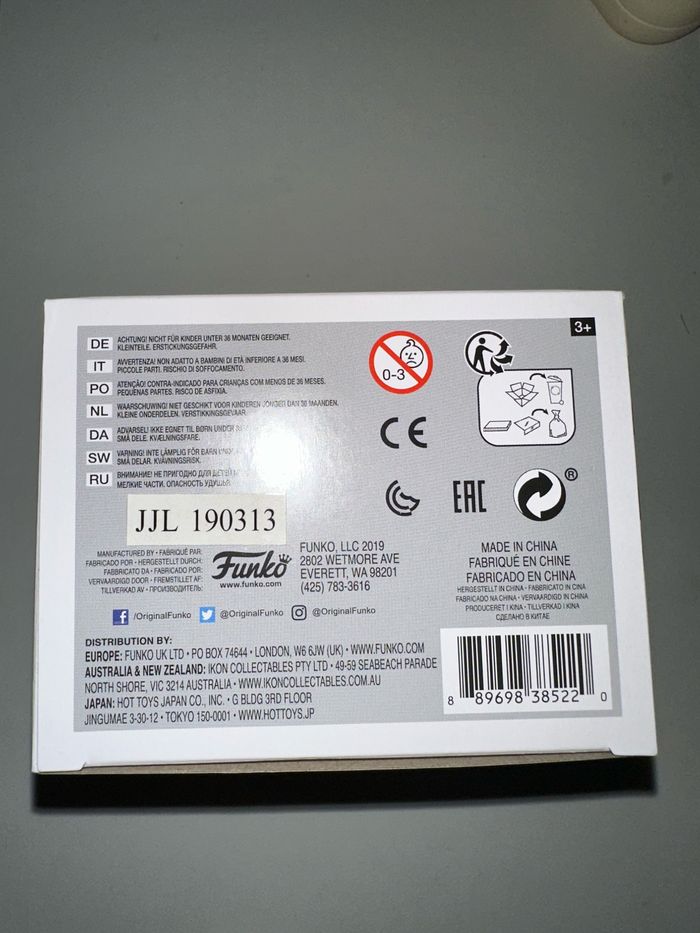 3+
DE ACHTUNG! NICHT FÜR KINDER UNTER 36 MONATEN GEEIGNET.
KLEINTEILE. ERSTICKUNGSGEFAHR.
IT AVVERTENZA! NON ADATTO A BAMBINI DI ETÀ INFERIORE A 36 MESI.
PICCOLE PARTI. RISCHIO DI SOFFOCAMENTO.
PO ATENÇÃO! CONTRA-INDICADO PARA CRIANÇAS COM MENOS DE 36 MESES.
PEQUENAS PARTES. RISCO DE ASFIXIA.
NL WAARSCHUWING! NIET GESCHIKT VOOR KINDEREN JONGER DAN 36 MAANDEN.
KLEINE ONDERDELEN. VERSTIKKINGSGEVAAR.
DA ADVARSEL! IKKE EGNET TIL BØRN UNDER
SMÅ DELE. KVÆLNINGSFARE.
SW VARNING! INTE LÄMPLIG FÖR BARN
SMÅ DELAR. KVÄVNINGSRISK.
RU ВНИМАНИЕ! НЕ ПРИГОДНО ДЛЯ
МЕЛКИЕ ЧАСТИ. ОПАСНОСТЬ
0-3
CE
EAC
®
JJL 190313
MANUFACTURED BY • FABRIQUÉ PAR:
FABRICADO POR • HERGESTELLT DURCH:
FABBRICATO DA • FABRICADO POR:
VERVAARDIGD DOOR • FREMSTILLET AF:
TILLVERKAD AV • ПРОИЗВОДИТЕЛЬ:
Funko
www.funko.com
FUNKO, LLC 2019
2802 WETMORE AVE
EVERETT, WA 98201
(425) 783-3616
MADE IN CHINA
FABRIQUÉ EN CHINE
FABRICADO EN CHINA
HERGESTELLT IN CHINA • FABBRICATO IN CINA
FABRICADO NA CHINA • VERVAARDIGD IN CHINA
PRODUCERET I KINA • TILLVERKAD I KINA
СДЕЛАНО В КИТАЕ
f /OriginalFunko @OriginalFunko @OriginalFunko
DISTRIBUTION BY:
EUROPE: FUNKO UK LTD • PO BOX 74644 • LONDON, W6 6JW (UK) • WWW.FUNKO.COM
AUSTRALIA & NEW ZEALAND: IKON COLLECTABLES PTY LTD • 49-59 SEABEACH PARADE
NORTH SHORE, VIC 3214 AUSTRALIA • WWW.IKONCOLLECTABLES.COM.AU
JAPAN: HOT TOYS JAPAN CO., INC. • G BLDG 3RD FLOOR
JINGUMAE 3-30-12 • TOKYO 150-0001 • WWW.HOTTOYS.JP
8 89698 38522 0